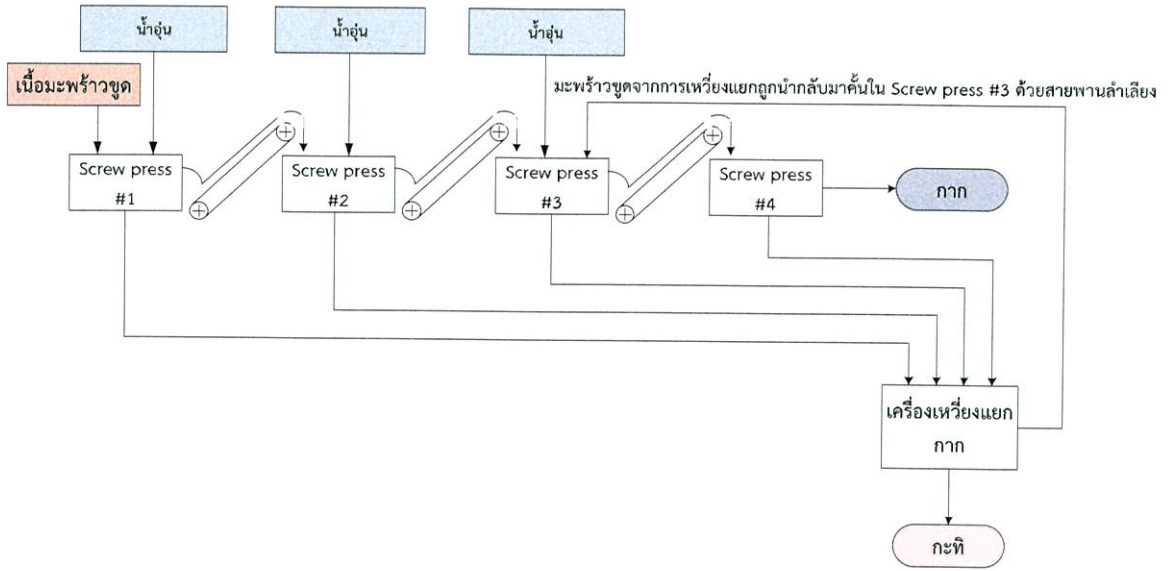 น้ำอุ่น
น้ำอุ่น
น้ำอุ่น
เนื้อมะพร้าวขูด
มะพร้าวขูดจากการเหวี่ยงแยกถูกนำกลับมาคั้นใน Screw press #3 ด้วยสายพานลำเลียง
Screw press
#1
Screw press
#2
Screw press
#3
Screw press
#4
กาก
เครื่องเหวี่ยงแยก
กาก
กะทิ